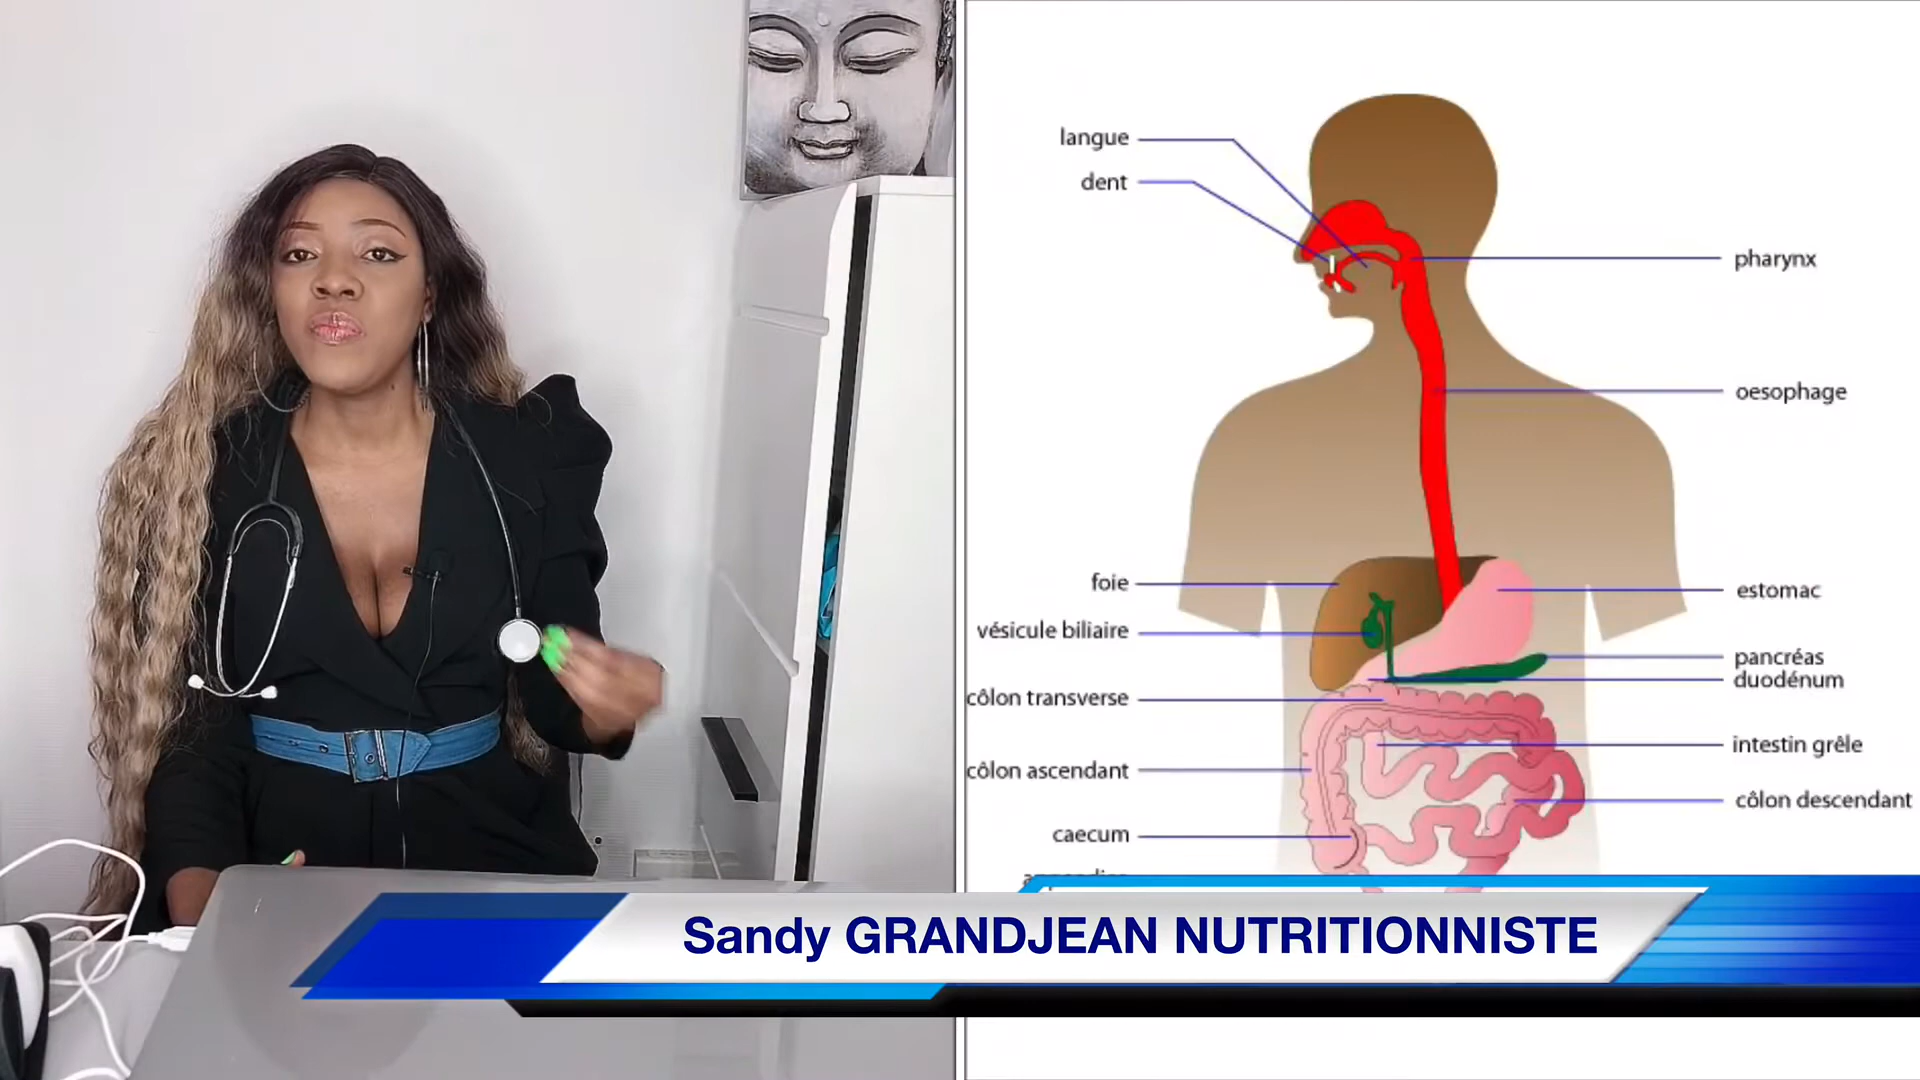 langue
dent
pharynx
oesophage
foie
estomac
vésicule biliaire
pancréas
duodénum
côlon transverse
intestin grêle
côlon ascendant
côlon descendant
caecum
Sandy GRANDJEAN NUTRITIONNISTE